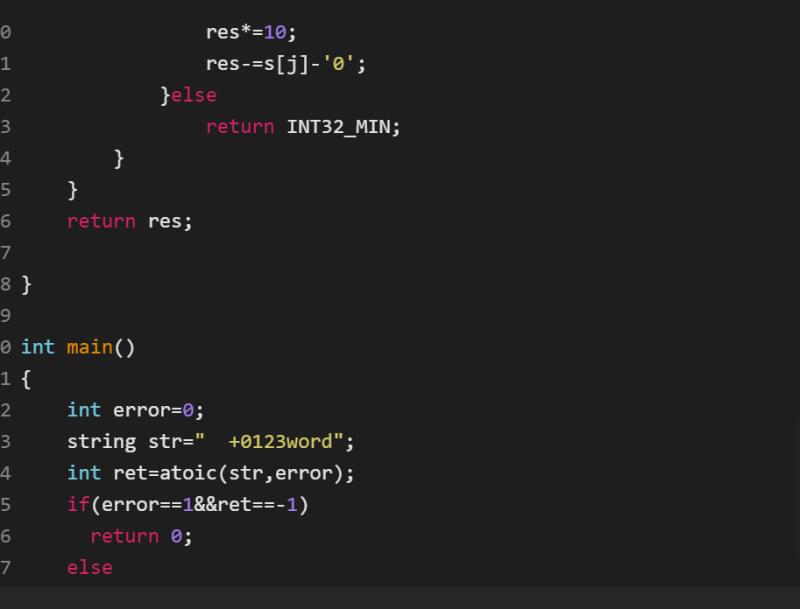 0                 res*=10;
1                 res-=s[j]-'0';
2             }else
3                 return INT32_MIN;
4         }
5     }
6     return res;
7
8 }
9
0 int main()
1 {
2     int error=0;
3     string str="  +0123word";
4     int ret=atoic(str,error);
5     if(error==1&&ret==-1)
6       return 0;
7     else